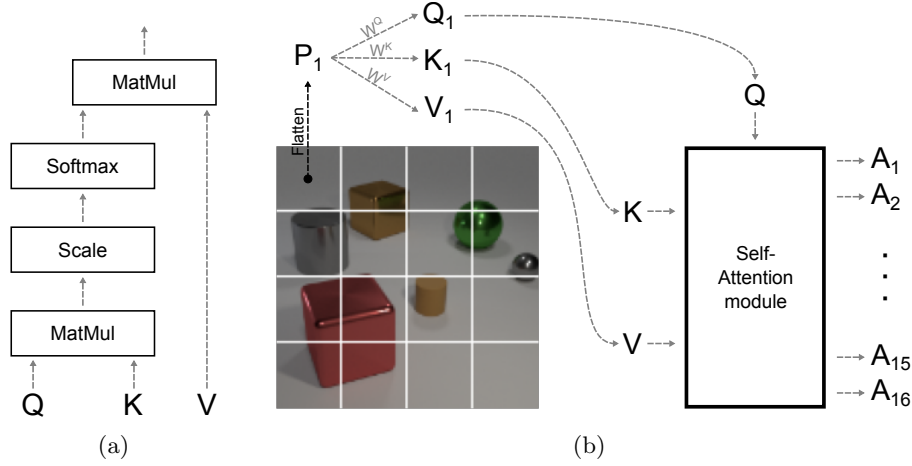 MatMul
Softmax
Scale
MatMul
Q K V
(a)
P1
W^Q
W^K
W^V
Q1
K1
V1
Flatten
Q
K
V
Self-
Attention
module
A1
A2
A15
A16
(b)